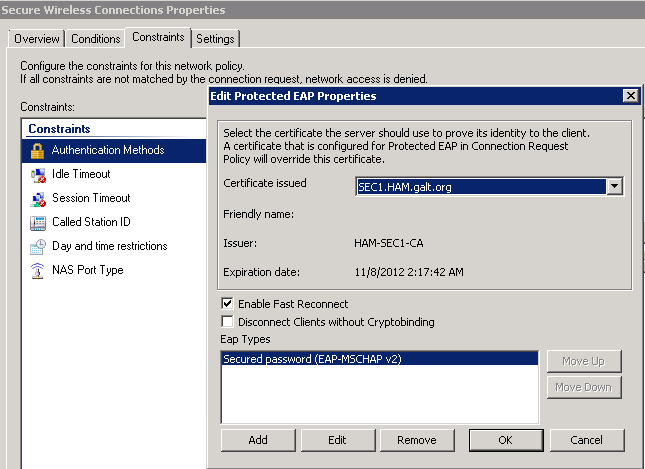 Secure Wireless Connections Properties
Overview
Conditions
Constraints
Settings
Configure the constraints for this network policy.
If all constraints are not matched by the connection request, network access is denied.
Constraints:
Constraints
Authentication Methods
Idle Timeout
Session Timeout
Called Station ID
Day and time restrictions
NAS Port Type
Edit Protected EAP Properties
Select the certificate the server should use to prove its identity to the client.
A certificate that is configured for Protected EAP in Connection Request
Policy will override this certificate.
Certificate issued
SEC1.HAM.galt.org
Friendly name:
Issuer:
HAM-SEC1-CA
Expiration date:
11/8/2012 2:17:42 AM
Enable Fast Reconnect
Disconnect Clients without Cryptobinding
Eap Types
Secured password (EAP-MSCHAP v2)
Move Up
Move Down
Add
Edit
Remove
OK
Cancel